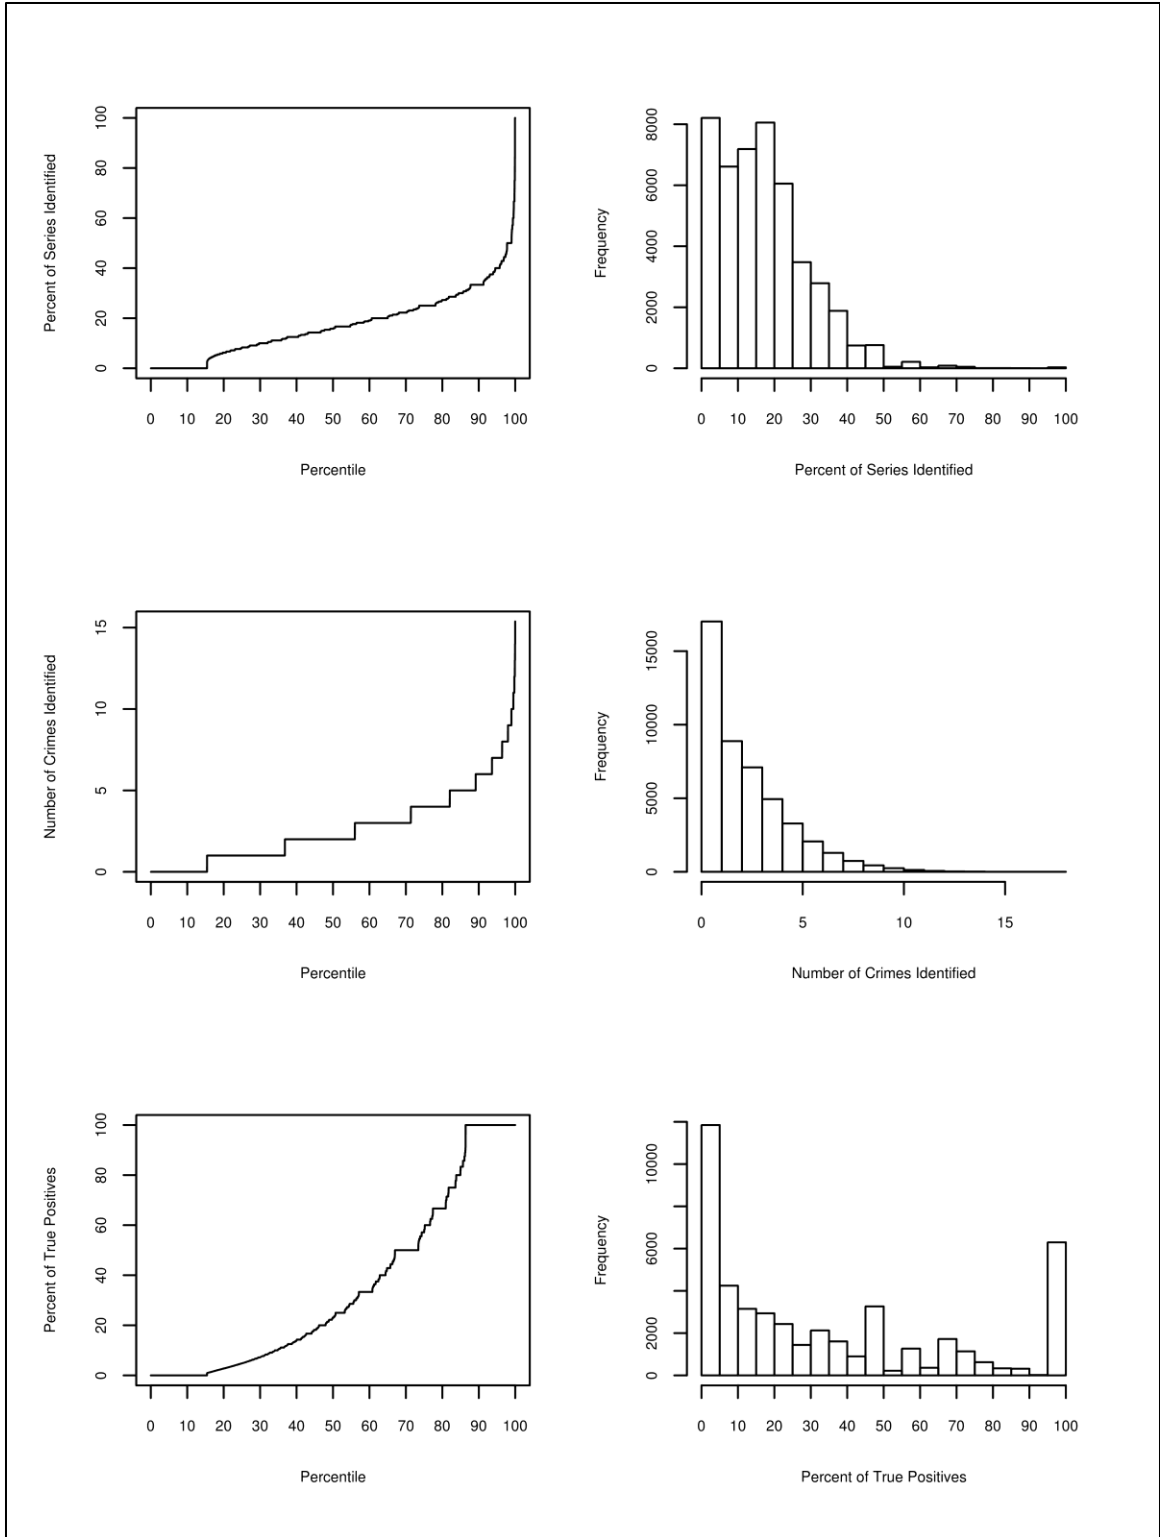 Percent of Series Identified
0 20 40 60 80 100
0 10 20 30 40 50 60 70 80 90 100
Percentile
Frequency
0 2000 4000 6000 8000
0 10 20 30 40 50 60 70 80 90 100
Percent of Series Identified
Number of Crimes Identified
0 5 10 15
0 10 20 30 40 50 60 70 80 90 100
Percentile
Frequency
0 5000 10000 15000
0 5 10 15
Number of Crimes Identified
Percent of True Positives
0 20 40 60 80 100
0 10 20 30 40 50 60 70 80 90 100
Percentile
Frequency
0 2000 6000 10000
0 10 20 30 40 50 60 70 80 90 100
Percent of True Positives